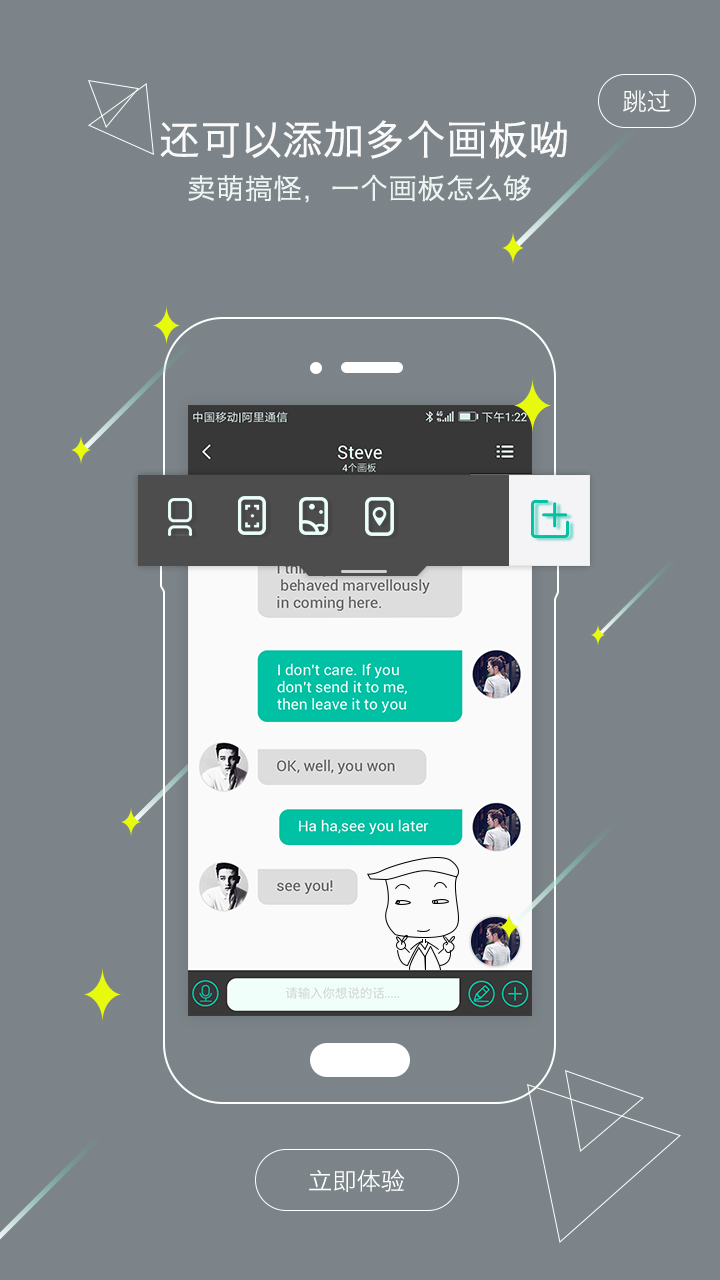 跳过
还可以添加多个画板呦
卖萌搞怪，一个画板怎么够
中国移动|阿里通信
4G
下午1:22
Steve
4个画板
behaved marvellously
in coming here.
I don't care. If you
don't send it to me,
then leave it to you
OK, well, you won
Ha ha,see you later
see you!
请输入你想说的话.....
立即体验